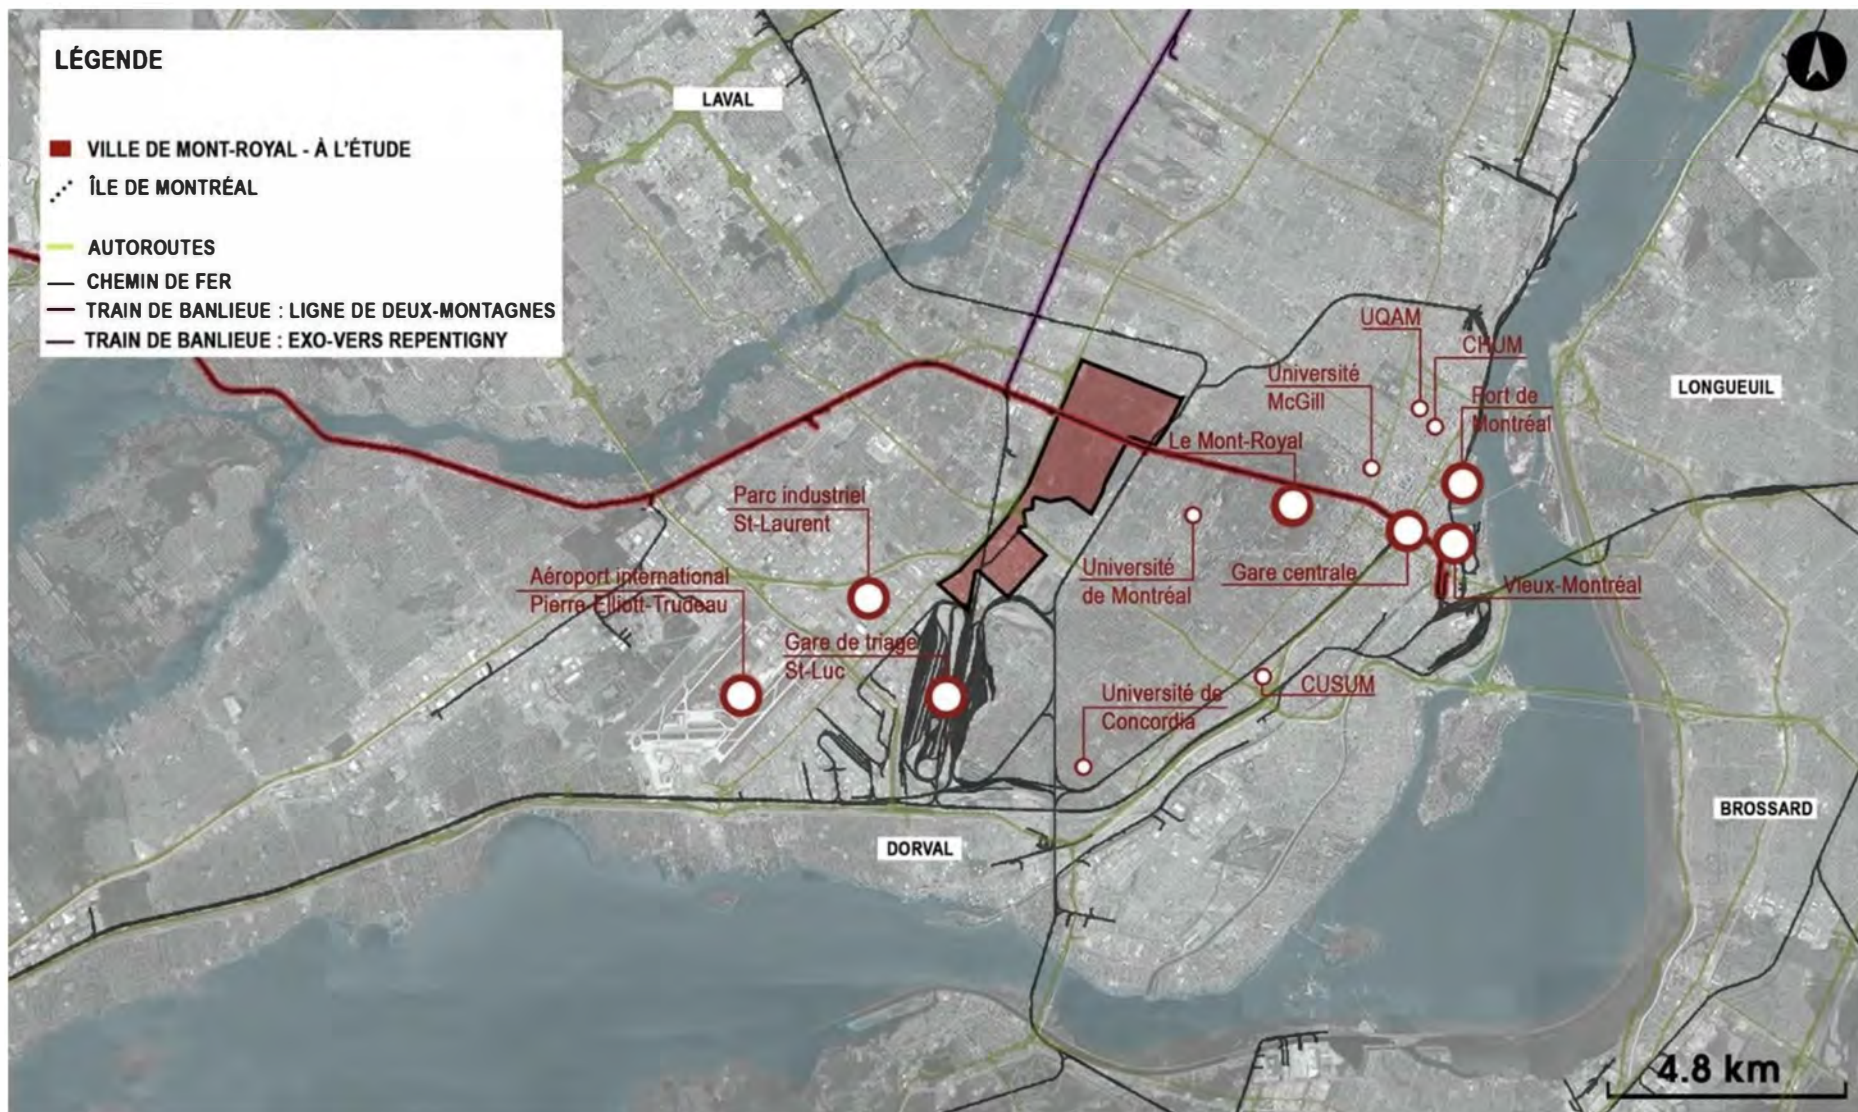 LÉGENDE
VILLE DE MONT-ROYAL - À L'ÉTUDE
ÎLE DE MONTRÉAL
AUTOROUTES
CHEMIN DE FER
TRAIN DE BANLIEUE : LIGNE DE DEUX-MONTAGNES
TRAIN DE BANLIEUE : EXO-VERS REPENTIGNY
LAVAL
UQAM
CHUM
Université
McGill
Port de
Montréal
LONGUEUIL
Le Mont-Royal
Parc industriel
St-Laurent
Aéroport international
Pierre-Elliott-Trudeau
Université
de Montréal
Gare centrale
Vieux-Montréal
Gare de triage
St-Luc
Université de
Concordia
CUSUM
BROSSARD
DORVAL
4.8 km